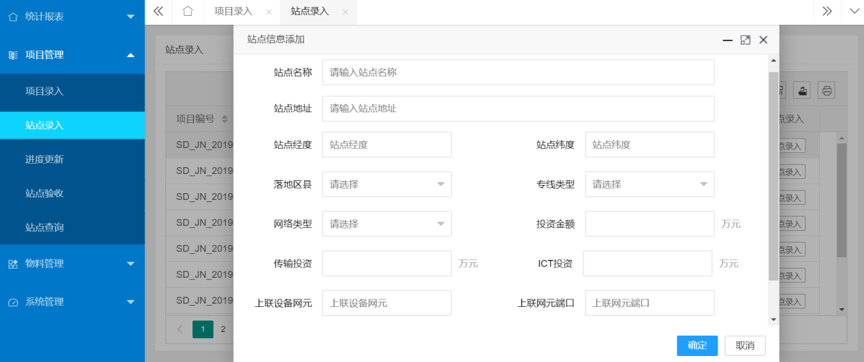 统计报表
项目管理
项目录入
站点录入
进度更新
站点验收
站点查询
物料管理
系统管理
项目录入 ×
站点录入 ×
站点录入
项目编号
SD_JN_2019
SD_JN_2019
SD_JN_2019
SD_JN_2019
SD_JN_2019
SD_JN_2019
SD_JN_2019
1 2
站点信息添加
站点名称 请输入站点名称
站点地址 请输入站点地址
站点经度 站点经度 站点纬度 站点纬度
落地区县 请选择 专线类型 请选择
网络类型 请选择 投资金额 万元
传输投资 万元 ICT投资 万元
上联设备网元 上联设备网元 上联网元端口 上联网元端口
确定 取消
点录入
点录入
点录入
点录入
点录入
点录入
点录入